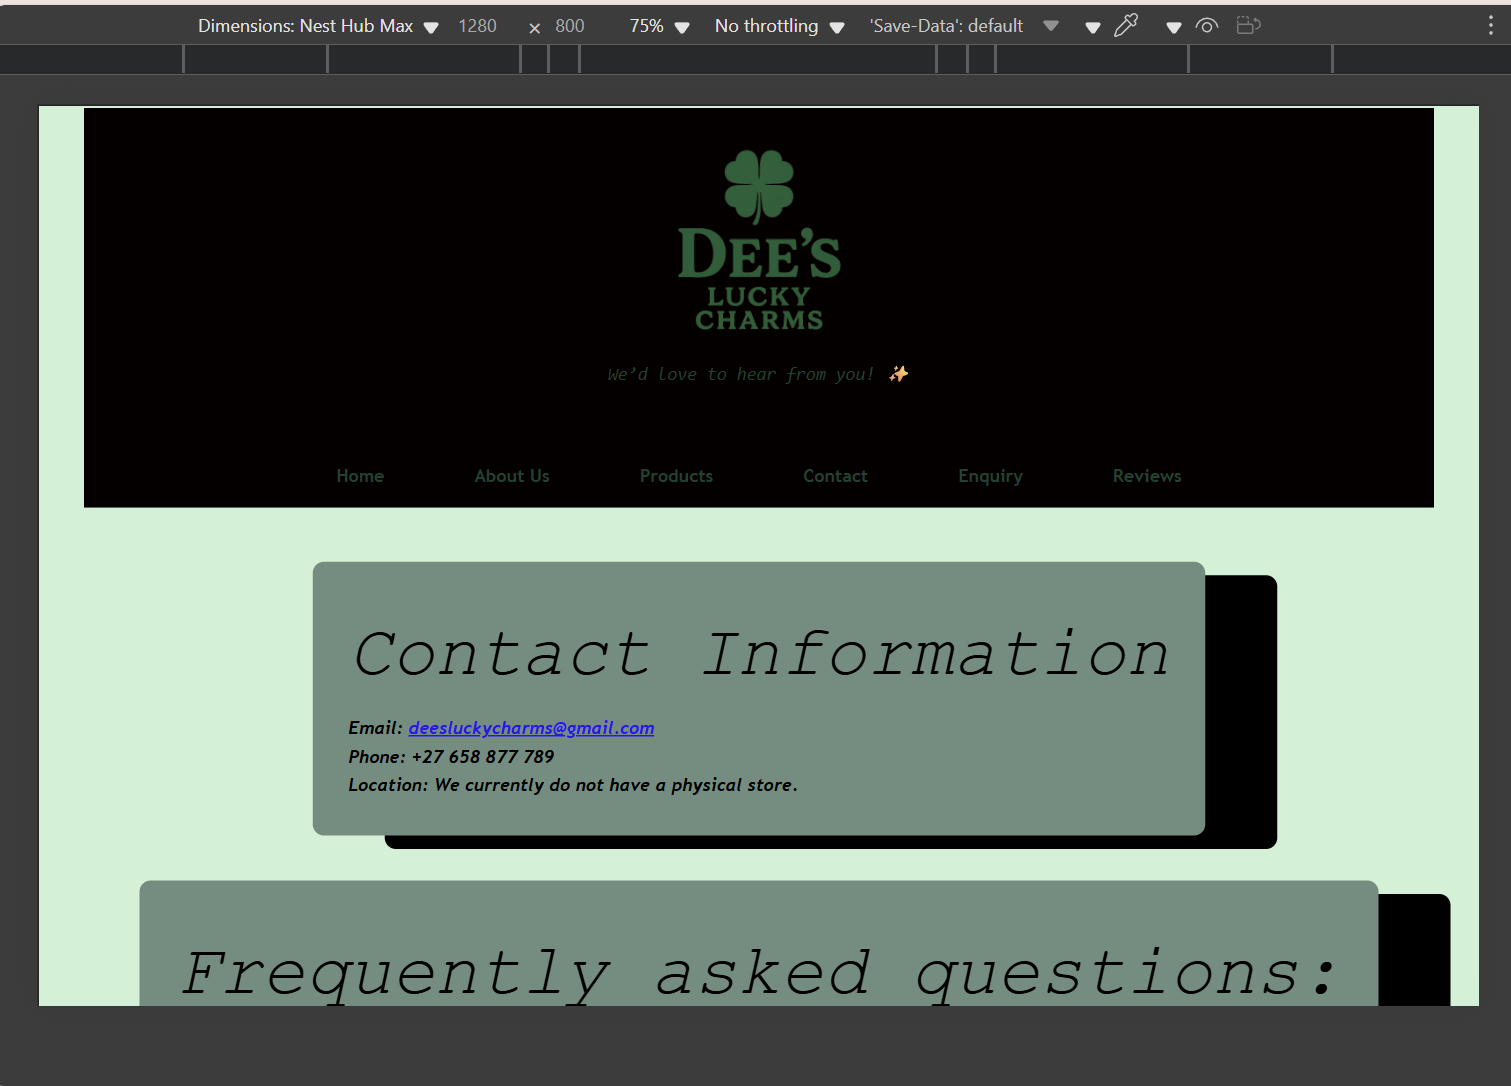 Dimensions: Nest Hub Max 1280 × 800 75% No throttling 'Save-Data': default
DEE'S
LUCKY
CHARMS
We’d love to hear from you! ✨
Home About Us Products Contact Enquiry Reviews
Contact Information
Email: deesluckycharms@gmail.com
Phone: +27 658 877 789
Location: We currently do not have a physical store.
Frequently asked questions: